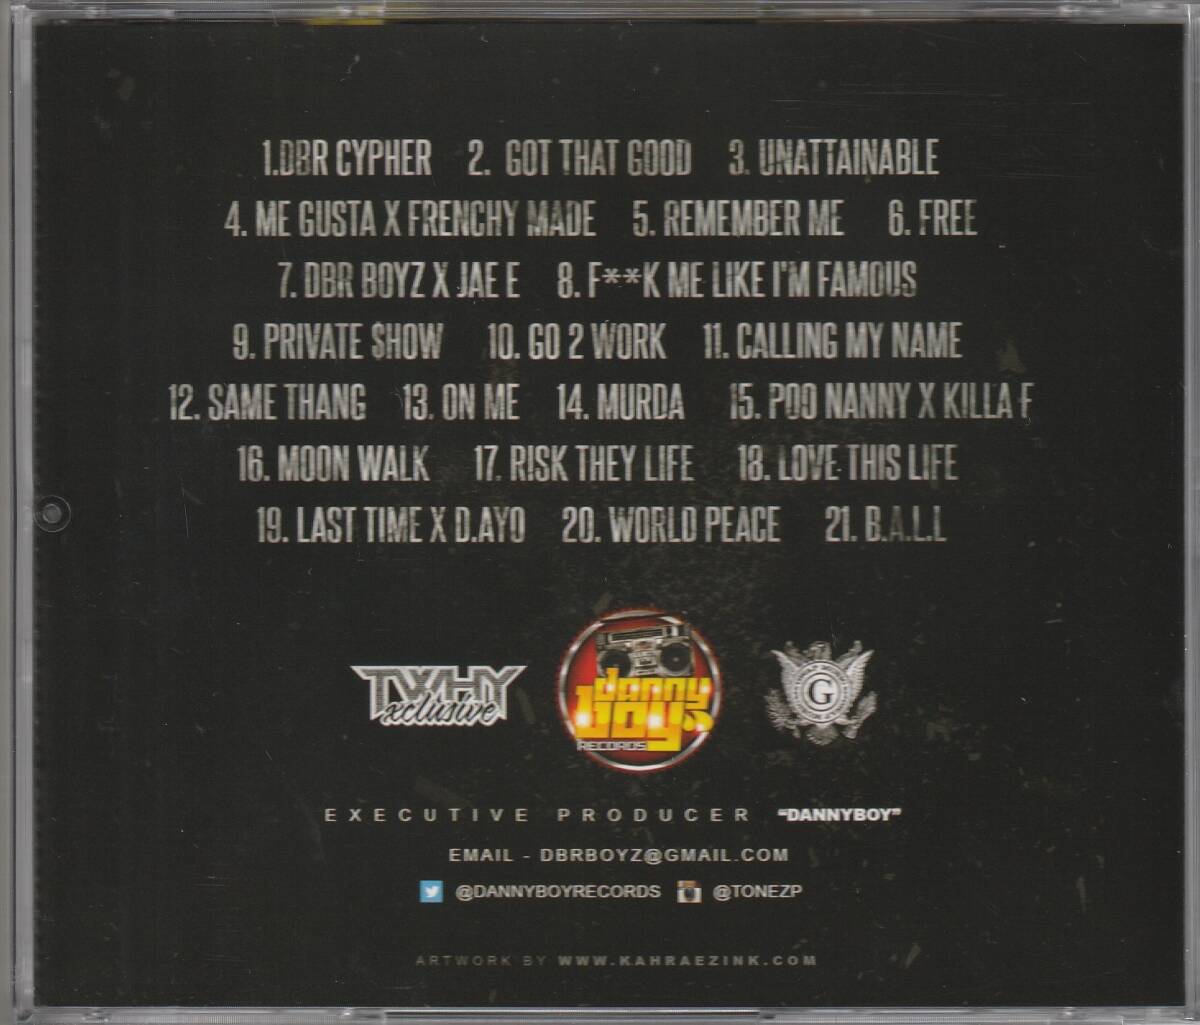 1.DBR CYPHER 2. GOT THAT GOOD 3. UNATTAINABLE
4. ME GUSTA X FRENCHY MADE 5. REMEMBER ME 6. FREE
7. DBR BOYZ X JAE E 8. F**K ME LIKE I'M FAMOUS
9. PRIVATE SHOW 10. GO 2 WORK 11. CALLING MY NAME
12. SAME THANG 13. ON ME 14. MURDA 15. POO NANNY X KILLA F
16. MOON WALK 17. RISK THEY LIFE 18. LOVE THIS LIFE
19. LAST TIME X D.AYO 20. WORLD PEACE 21. B.A.L.L
TWHY
xclusive
danny
boy
RECORDS
G
EXECUTIVE PRODUCER "DANNYBOY"
EMAIL - DBRBOYZ@GMAIL.COM
@DANNYBOYRECORDS @TONEZP
ARTWORK BY WWW.KAHRAEZINK.COM